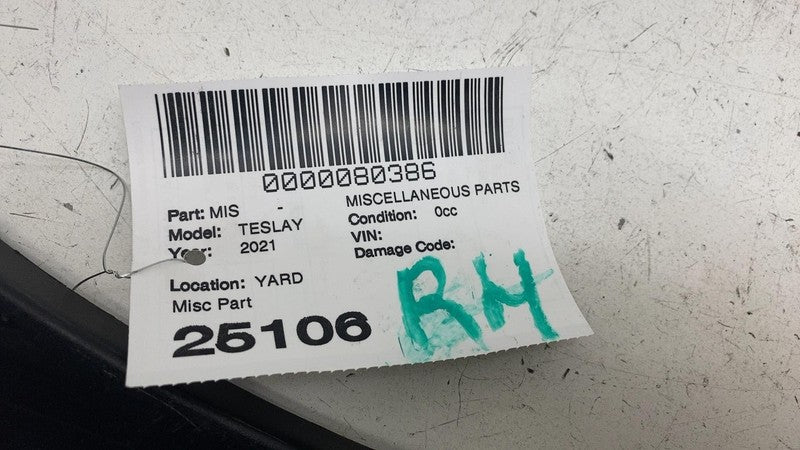 0000080386
Part: MIS - MISCELLANEOUS PARTS
Model: TESLAY Condition: 0cc
Year: 2021 VIN:
Damage Code:
Location: YARD
Misc Part
25106 RH